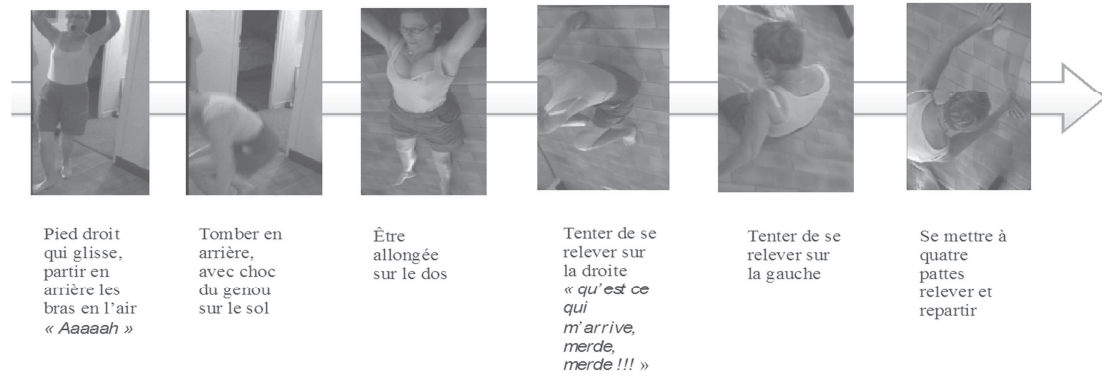 Pied droit
qui glisse,
partir en
arrière les
bras en l’air
« Aaaaah »
Tomber en
arrière,
avec choc
du genou
sur le sol
Être
allongée
sur le dos
Tenter de se
relever sur
la droite
« qu’est ce
qui
m’arrive,
merde,
merde !!! »
Tenter de se
relever sur
la gauche
Se mettre à
quatre
pattes
relever et
repartir